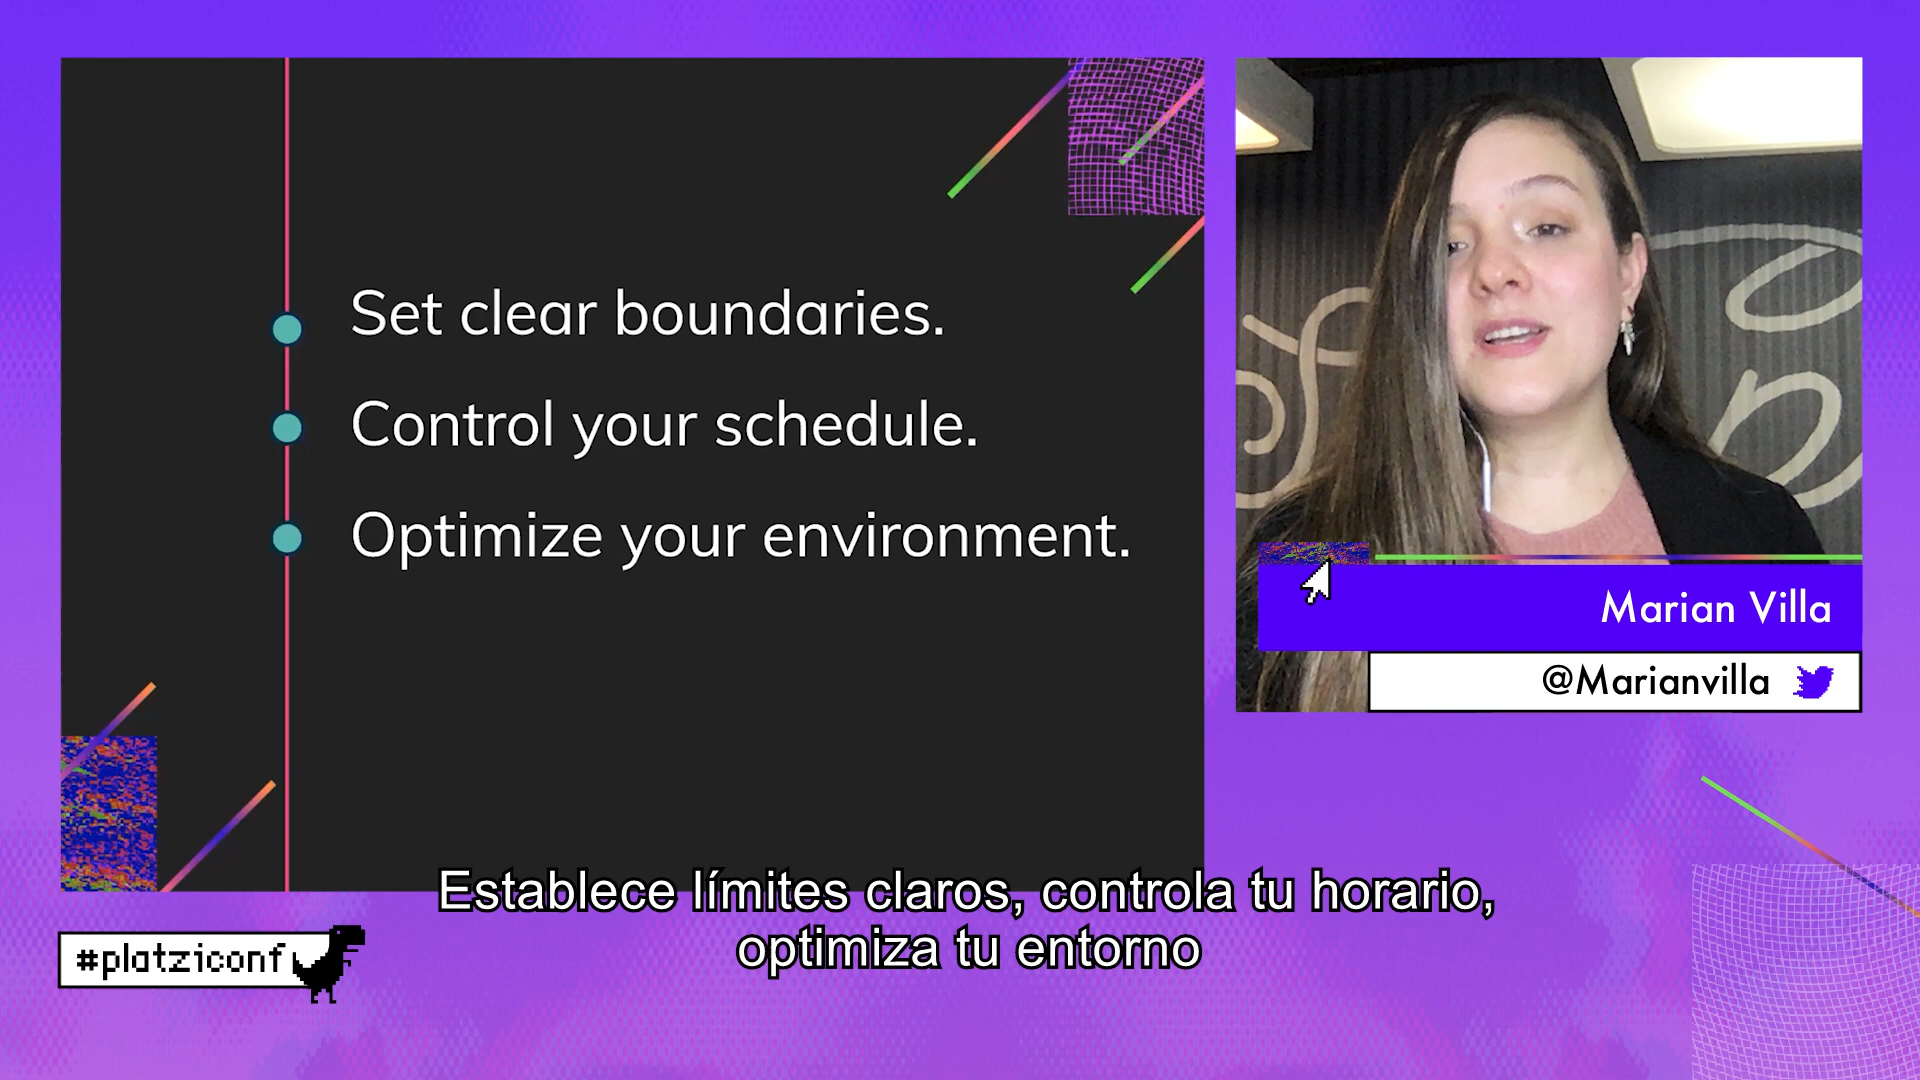 Set clear boundaries.
Control your schedule.
Optimize your environment.
Marian Villa
@Marianvilla
Establece límites claros, controla tu horario,
optimiza tu entorno
#platziconf